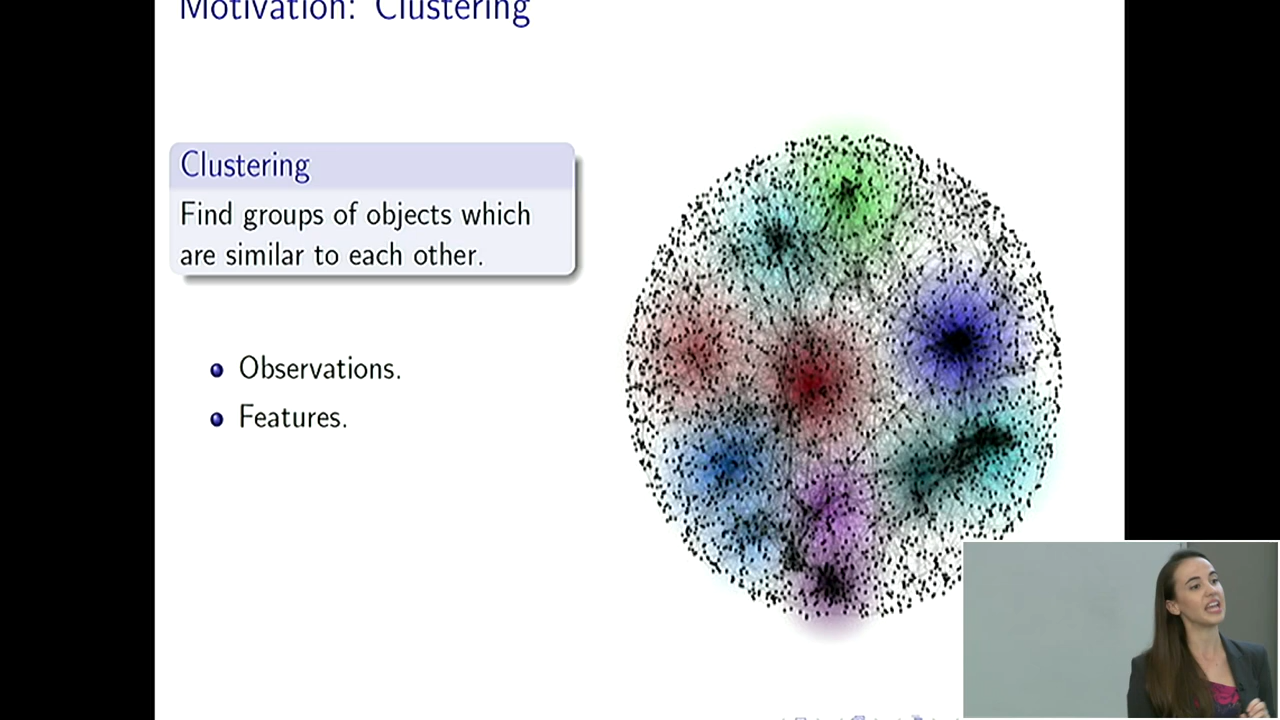 Motivation: Clustering
Clustering
Find groups of objects which
are similar to each other.
Observations.
Features.